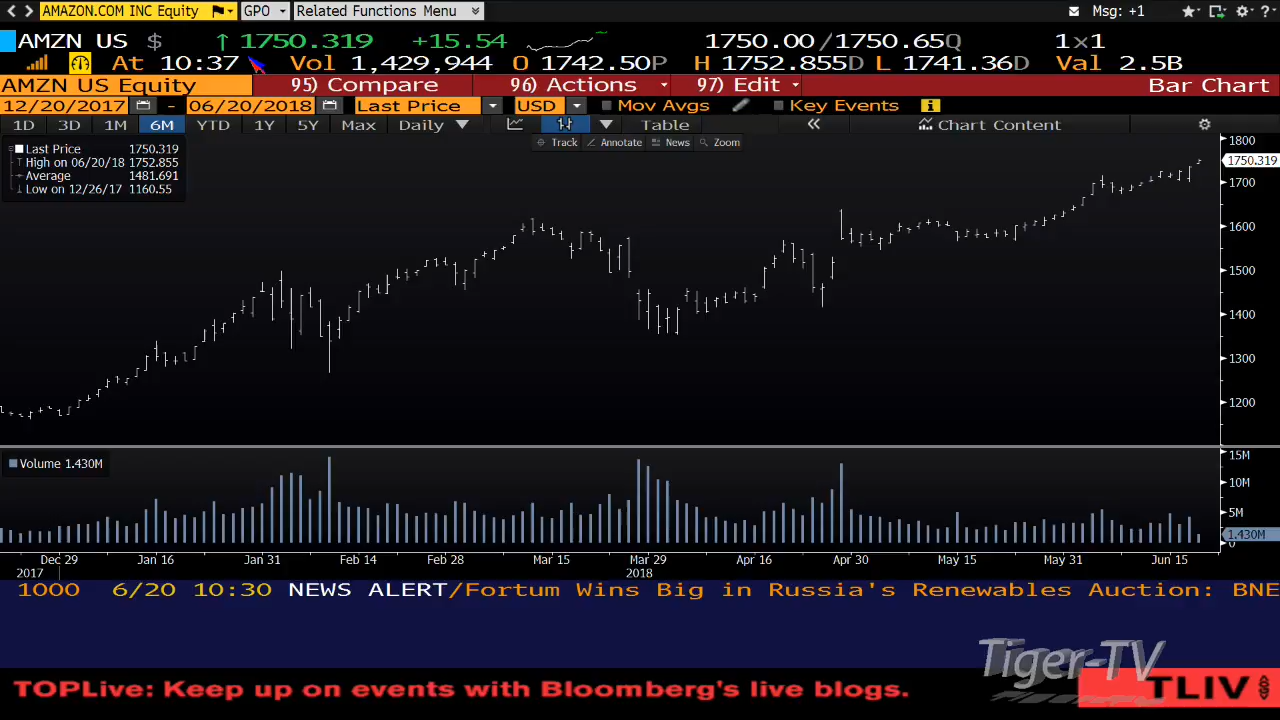 AMAZON.COM INC Equity GPO Related Functions Menu Msg: +1 ?
AMZN US $ ↑ 1750.319 +15.54 1750.00/1750.65Q 1×1
At 10:37 Vol 1,429,944 O 1742.50P H 1752.855D L 1741.36D Val 2.5B
AMZN US Equity 95) Compare 96) Actions 97) Edit Bar Chart
12/20/2017 - 06/20/2018 Last Price USD Mov Avgs Key Events i
1D 3D 1M 6M YTD 1Y 5Y Max Daily Table « Chart Content
Track Annotate News Zoom
Last Price 1750.319
High on 06/20/18 1752.855
Average 1481.691
Low on 12/26/17 1160.55
1800
1750.319
1700
1600
1500
1400
1300
1200
Volume 1.430M
15M
10M
5M
1.430M
0
Dec 29 Jan 16 Jan 31 Feb 14 Feb 28 Mar 15 Mar 29 Apr 16 Apr 30 May 15 May 31 Jun 15
2017 2018
1000 6/20 10:30 NEWS ALERT/Fortum Wins Big in Russia's Renewables Auction: BNE
Tiger-TV
TOPLive: Keep up on events with Bloomberg's live blogs. TLIV